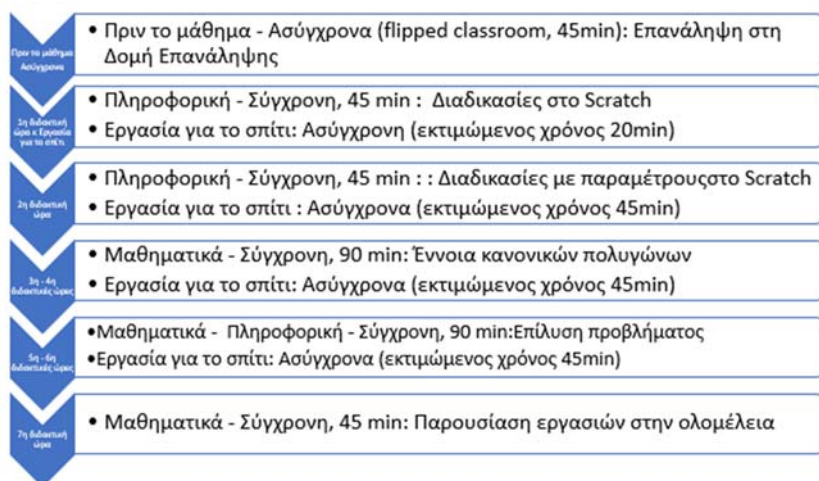 Πριν το μάθημα
Ασύγχρονα
• Πριν το μάθημα - Ασύγχρονα (flipped classroom, 45min): Επανάληψη στη
Δομή Επανάληψης
1η διδακτική
ώρα κ Εργασία
για το σπίτι
• Πληροφορική - Σύγχρονη, 45 min : Διαδικασίες στο Scratch
• Εργασία για το σπίτι: Ασύγχρονη (εκτιμώμενος χρόνος 20min)
2η διδακτική
ώρα
• Πληροφορική - Σύγχρονη, 45 min : : Διαδικασίες με παραμέτρουςστο Scratch
• Εργασία για το σπίτι : Ασύγχρονα (εκτιμώμενος χρόνος 45min)
3η - 4η
διδακτικές ώρες
• Μαθηματικά - Σύγχρονη, 90 min: Έννοια κανονικών πολυγώνων
• Εργασία για το σπίτι: Ασύγχρονα (εκτιμώμενος χρόνος 45min)
5η - 6η
διδακτικές ώρες
•Μαθηματικά - Πληροφορική - Σύγχρονη, 90 min:Επίλυση προβλήματος
•Εργασία για το σπίτι: Ασύγχρονα (εκτιμώμενος χρόνος 45min)
7η διδακτική
ώρα
• Μαθηματικά - Σύγχρονη, 45 min: Παρουσίαση εργασιών στην ολομέλεια